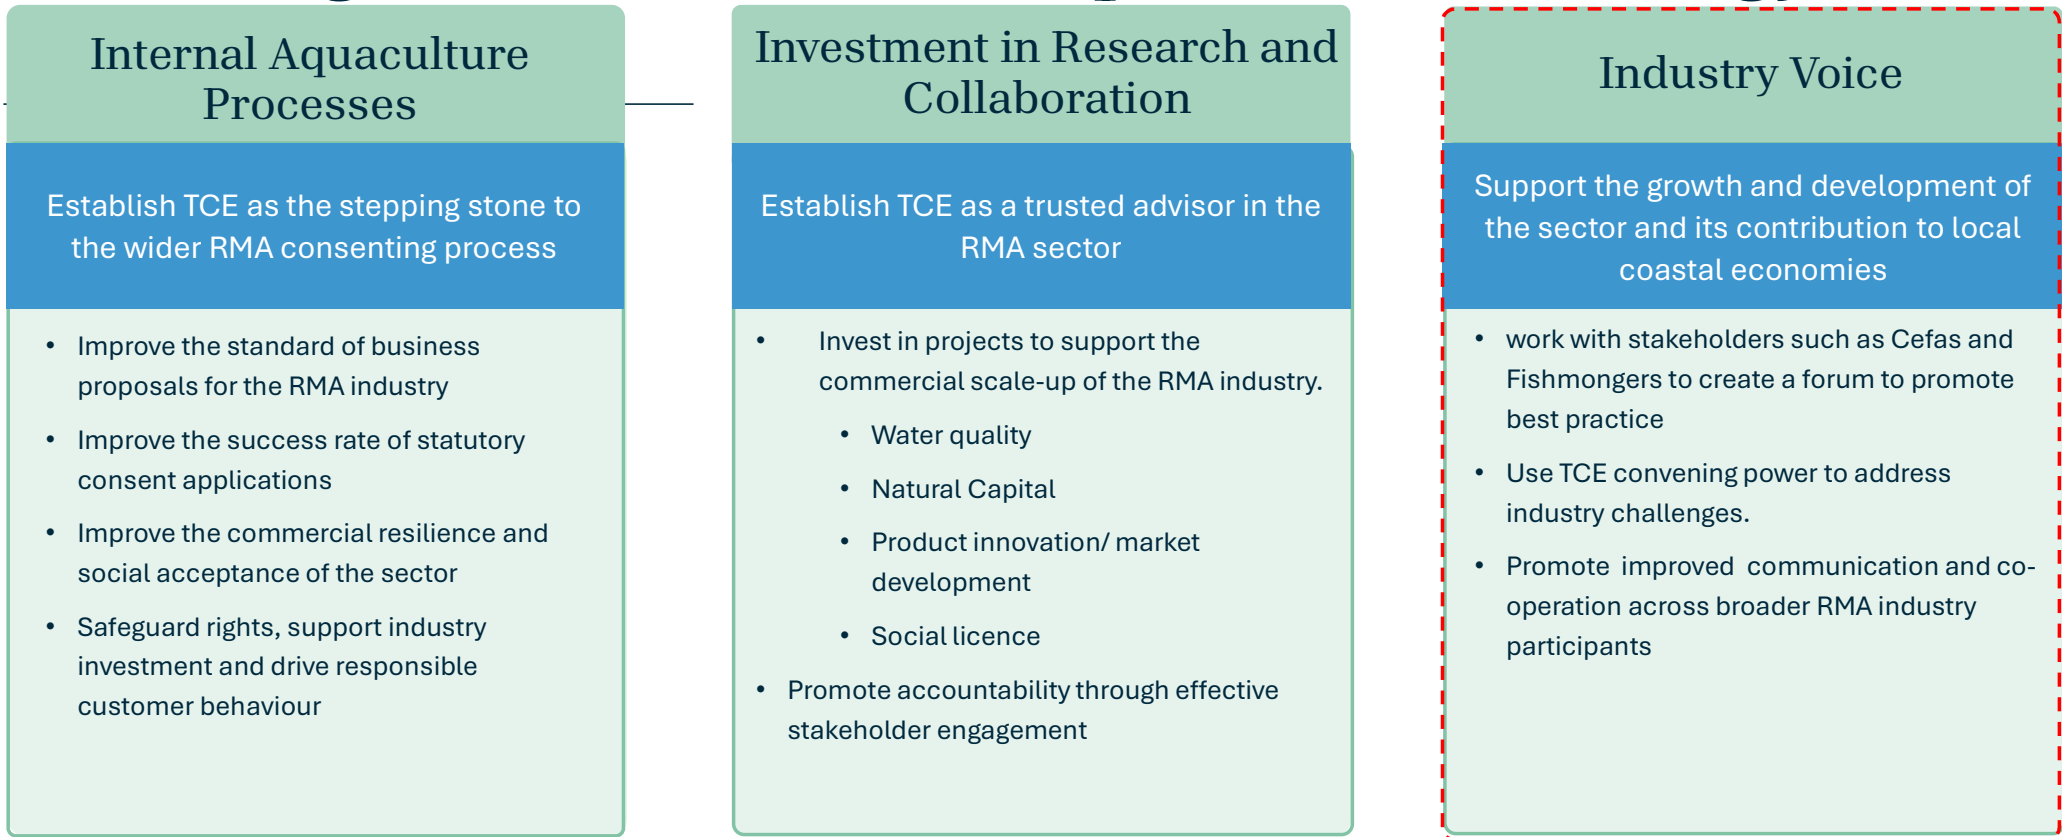 Internal Aquaculture
Processes
Establish TCE as the stepping stone to
the wider RMA consenting process
• Improve the standard of business
proposals for the RMA industry
• Improve the success rate of statutory
consent applications
• Improve the commercial resilience and
social acceptance of the sector
• Safeguard rights, support industry
investment and drive responsible
customer behaviour
Investment in Research and
Collaboration
Establish TCE as a trusted advisor in the
RMA sector
• Invest in projects to support the
commercial scale-up of the RMA industry.
• Water quality
• Natural Capital
• Product innovation/ market
development
• Social licence
• Promote accountability through effective
stakeholder engagement
Industry Voice
Support the growth and development of
the sector and its contribution to local
coastal economies
• work with stakeholders such as Cefas and
Fishmongers to create a forum to promote
best practice
• Use TCE convening power to address
industry challenges.
• Promote improved communication and co-
operation across broader RMA industry
participants